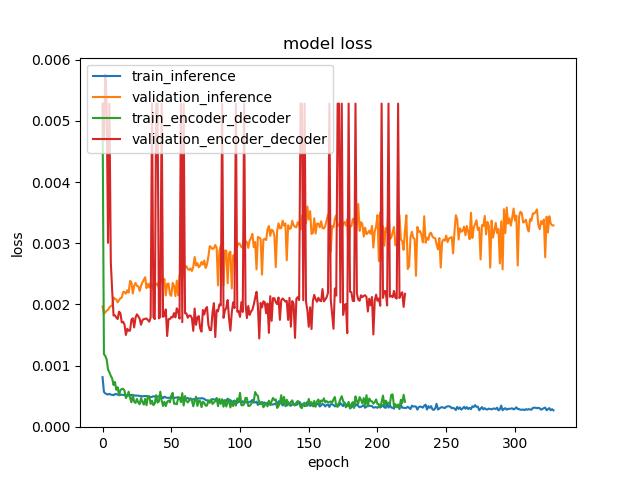 model loss
train_inference
validation_inference
train_encoder_decoder
validation_encoder_decoder
0.006
0.005
0.004
0.003
0.002
0.001
0.000
loss
0 50 100 150 200 250 300
epoch